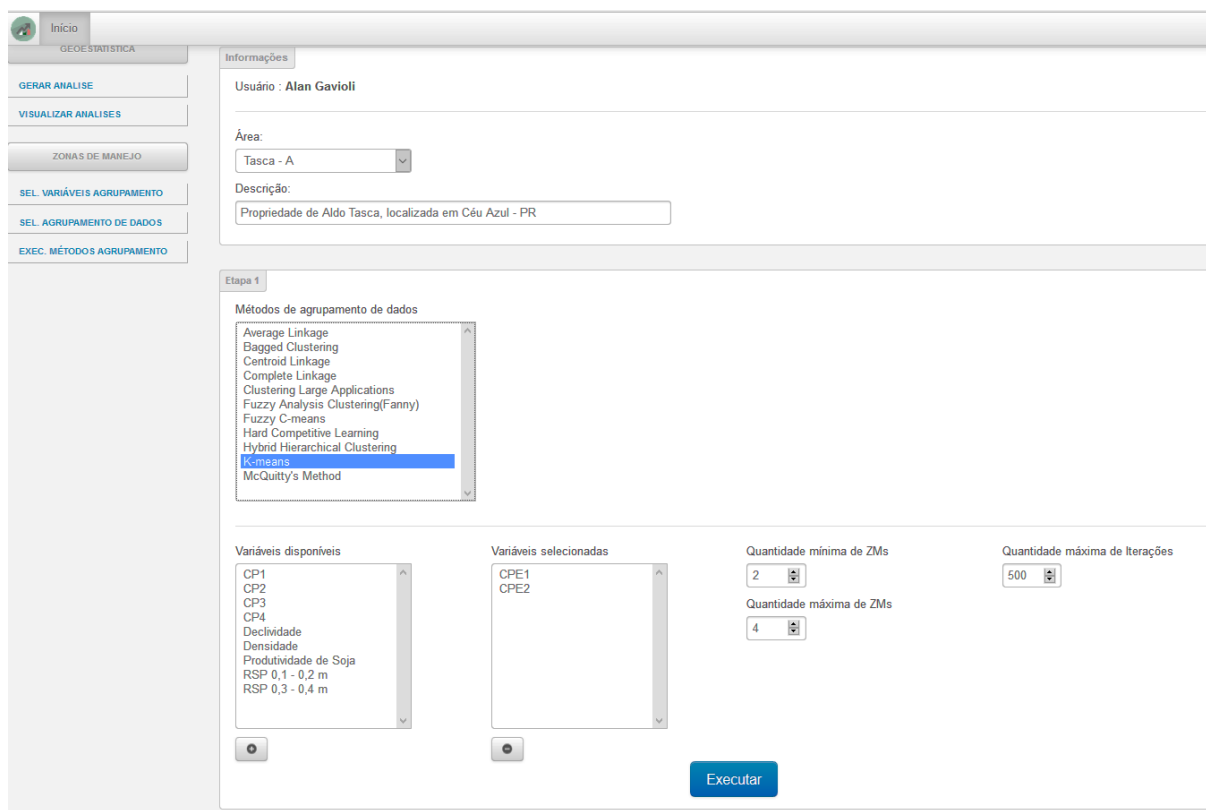 Início
GEOESTATISTICA
GERAR ANALISE
VISUALIZAR ANALISES
ZONAS DE MANEJO
SEL. VARIÁVEIS AGRUPAMENTO
SEL. AGRUPAMENTO DE DADOS
EXEC. MÉTODOS AGRUPAMENTO
Informações
Usuário : Alan Gavioli
Área:
Tasca - A
Descrição:
Propriedade de Aldo Tasca, localizada em Céu Azul - PR
Etapa 1
Métodos de agrupamento de dados
Average Linkage
Bagged Clustering
Centroid Linkage
Complete Linkage
Clustering Large Applications
Fuzzy Analysis Clustering(Fanny)
Fuzzy C-means
Hard Competitive Learning
Hybrid Hierarchical Clustering
K-means
McQuitty's Method
Variáveis disponíveis
CP1
CP2
CP3
CP4
Declividade
Densidade
Produtividade de Soja
RSP 0,1 - 0,2 m
RSP 0,3 - 0,4 m
Variáveis selecionadas
CPE1
CPE2
Quantidade mínima de ZMs
2
Quantidade máxima de ZMs
4
Quantidade máxima de Iterações
500
Executar